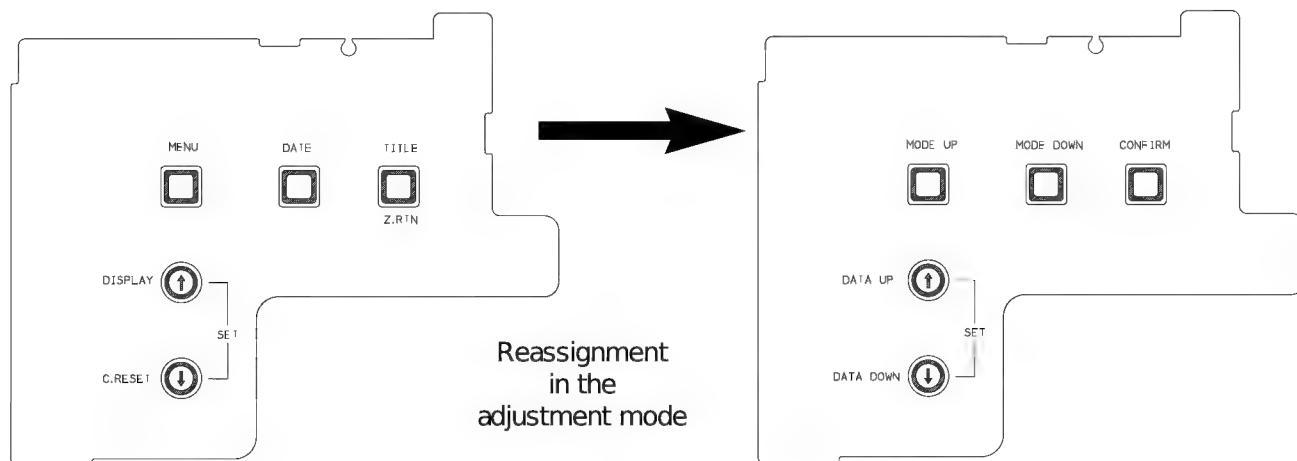 MENU DATE TITLE
Z.RTN
DISPLAY
SET
C.RESET
Reassignment
in the
adjustment mode
MODE UP MODE DOWN CONFIRM
DATA UP
SET
DATA DOWN